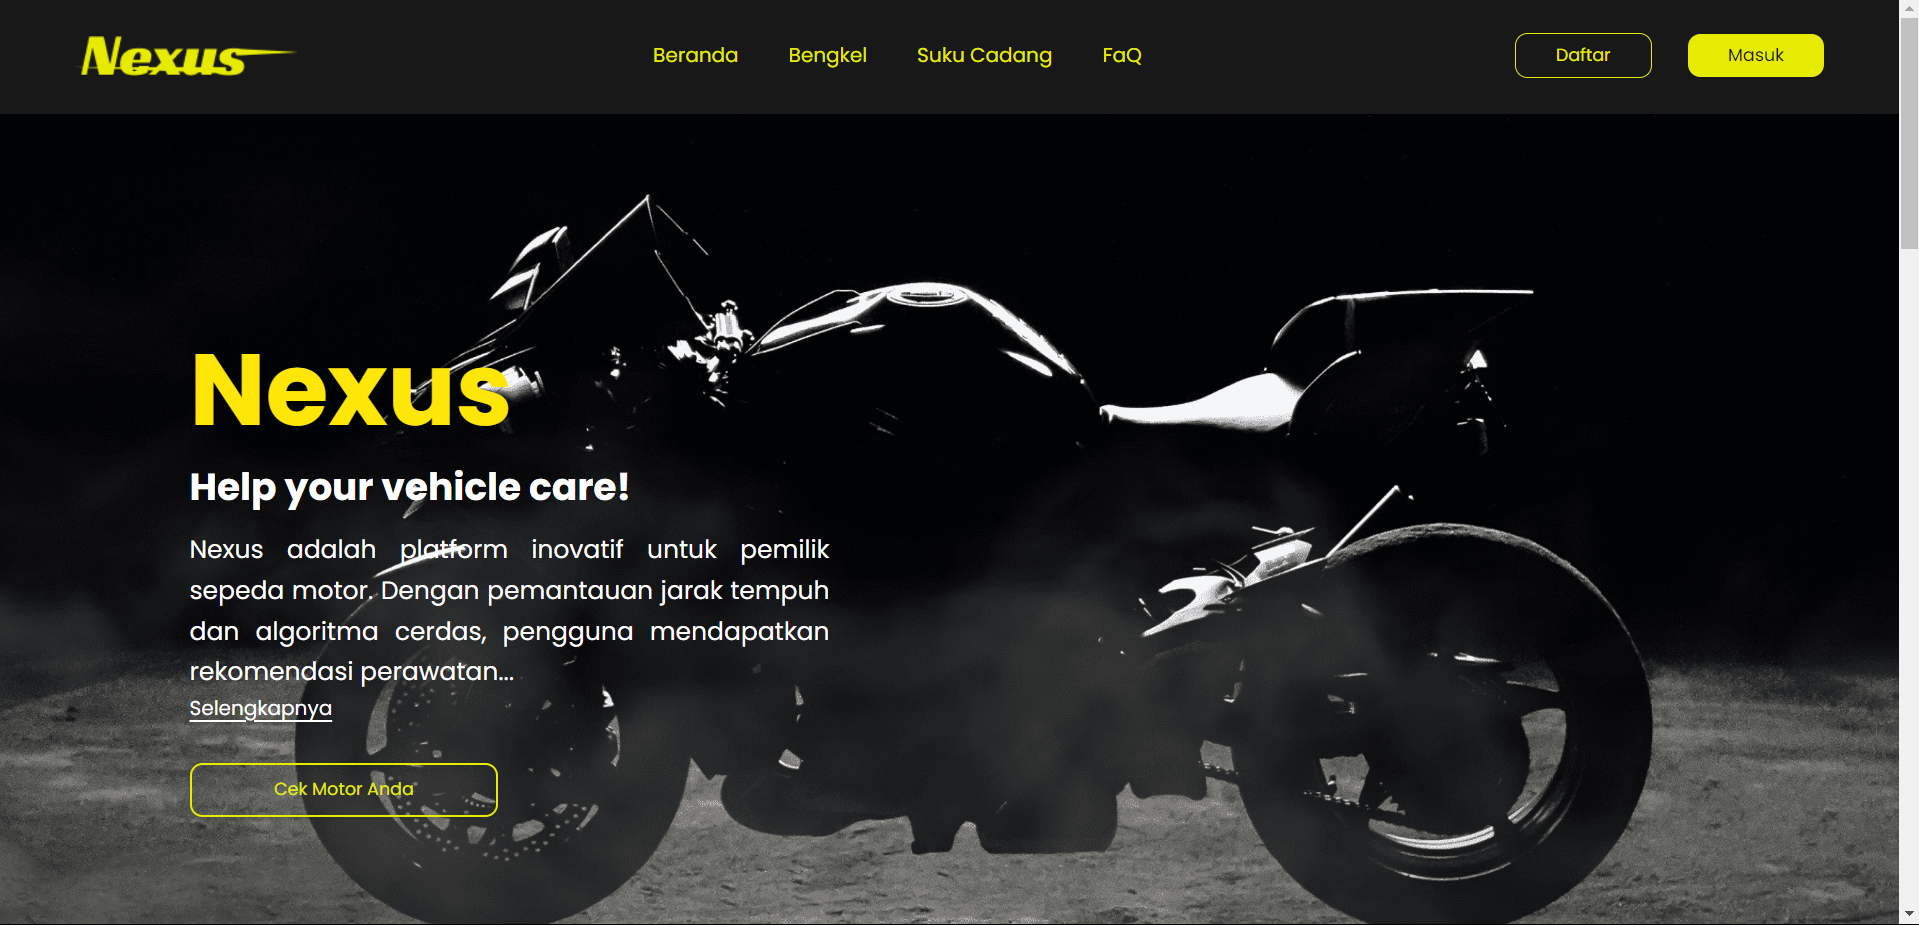 Nexus
Beranda Bengkel Suku Cadang FaQ
Daftar Masuk
Nexus
Help your vehicle care!
Nexus adalah platform inovatif untuk pemilik
sepeda motor. Dengan pemantauan jarak tempuh
dan algoritma cerdas, pengguna mendapatkan
rekomendasi perawatan...
Selengkapnya
Cek Motor Anda